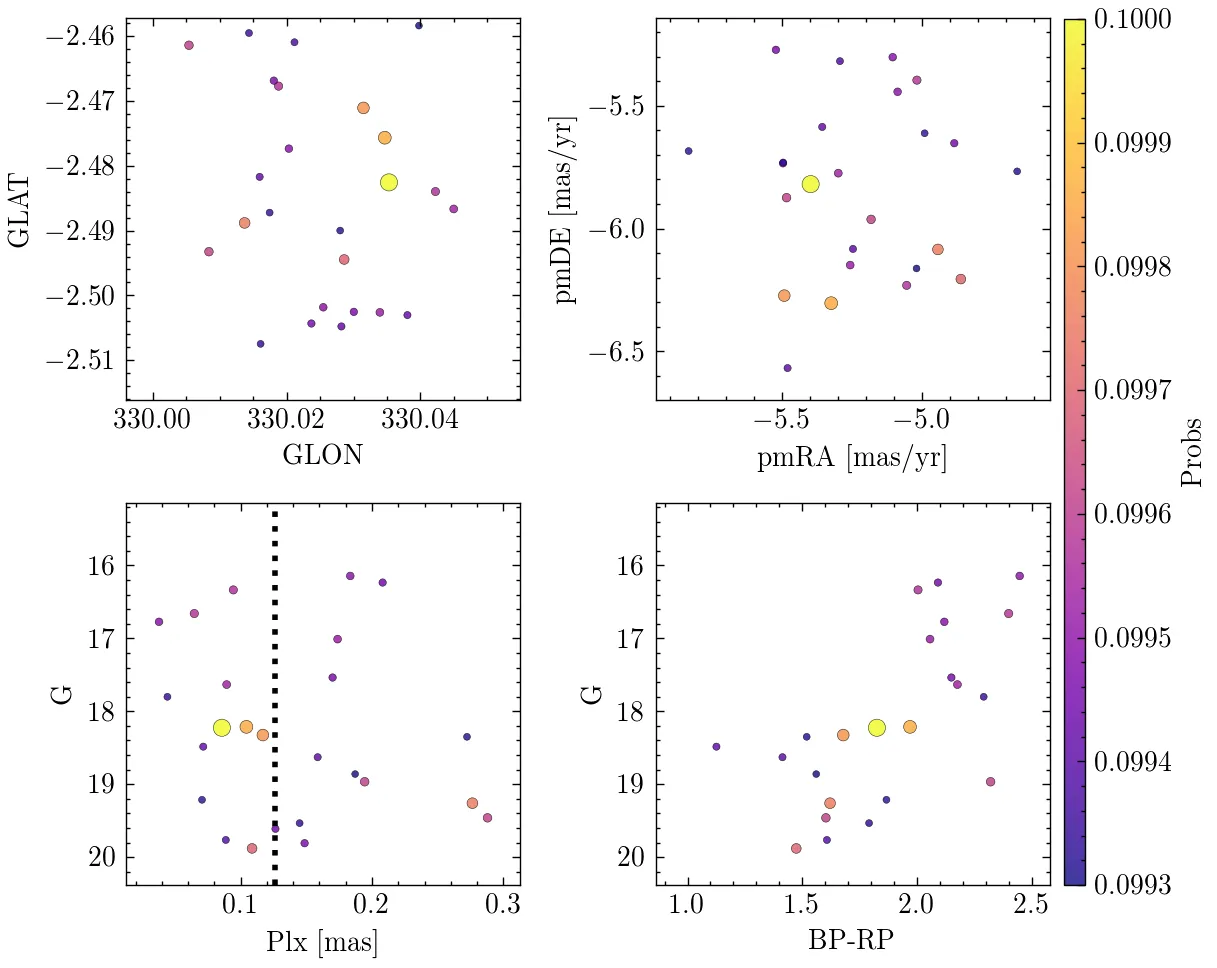 −2.46
−2.47
−2.48
−2.49
−2.50
−2.51
GLAT
330.00 330.02 330.04
GLON
−5.5
−6.0
−6.5
pmDE [mas/yr]
−5.5 −5.0
pmRA [mas/yr]
16
17
18
19
20
G
0.1 0.2 0.3
Plx [mas]
16
17
18
19
20
G
1.0 1.5 2.0 2.5
BP-RP
0.1000
0.0999
0.0998
0.0997
0.0996
0.0995
0.0994
0.0993
Probs